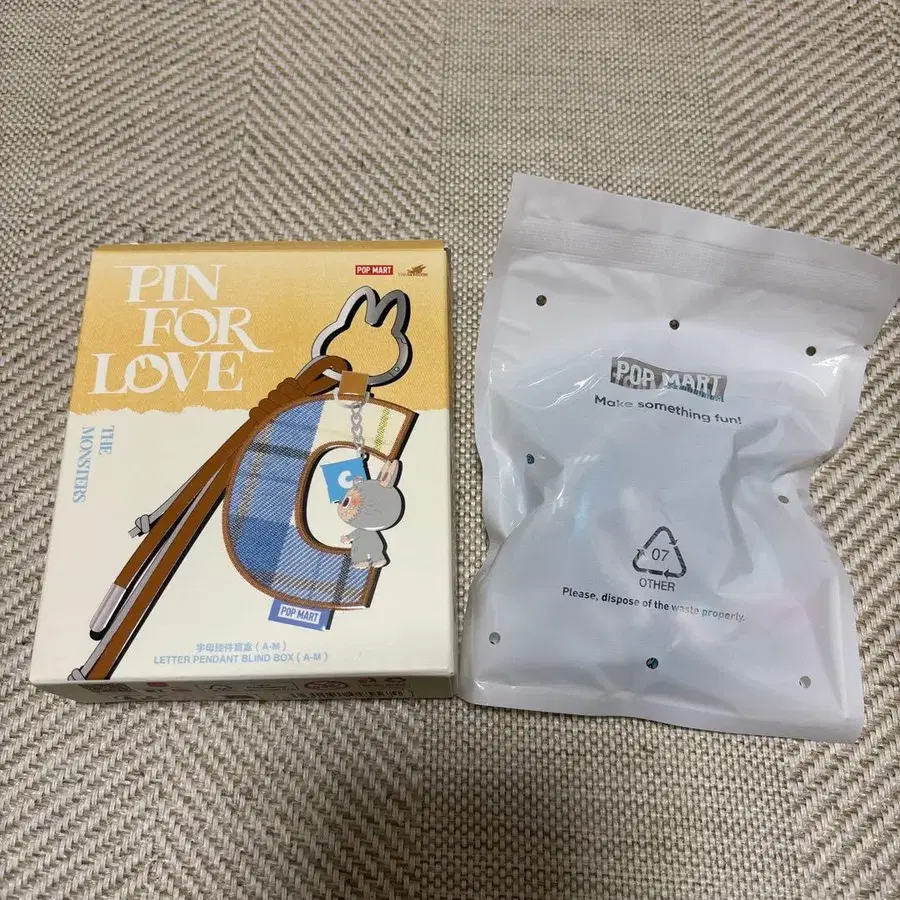 PIN
FOR
LOVE
POP MART
THE
MONSTERS
C
POP MART
字母挂件盲盒（A-M）
LETTER PENDANT BLIND BOX（A-M）
POP MART
Make something fun!
07
OTHER
Please, dispose of the waste properly.